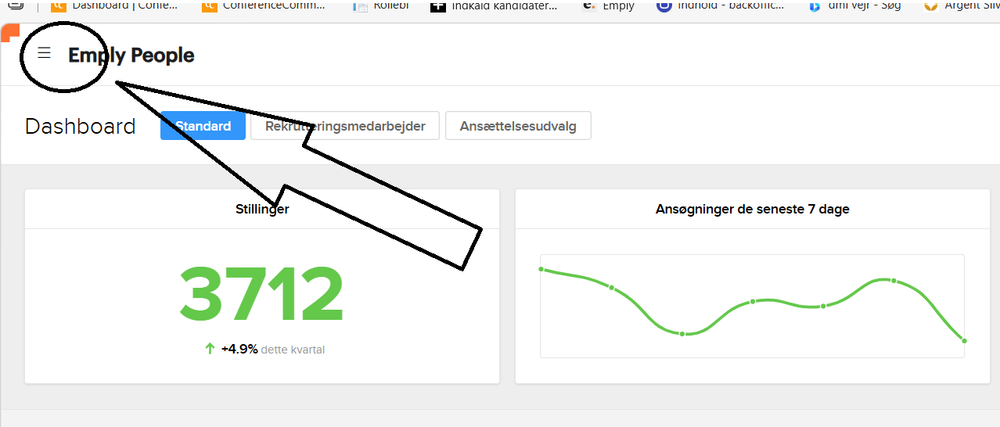 Dashboard | Confe... ConferenceComm... Rollebl Indkald kandidater... Emply Indhold - backoffic... dmi vejr - Søg Argent Silv
Emply People
Dashboard Standard Rekrutteringsmedarbejder Ansættelsesudvalg
Stillinger
Ansøgninger de seneste 7 dage
3712
+4.9% dette kvartal